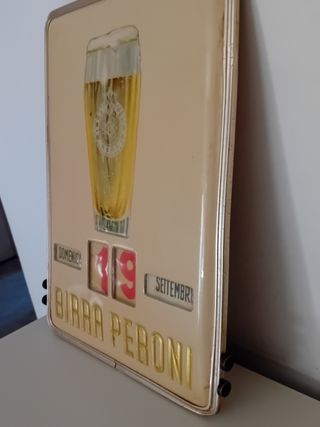 DOMENICA 19 SETTEMBRE
BIRRA PERONI